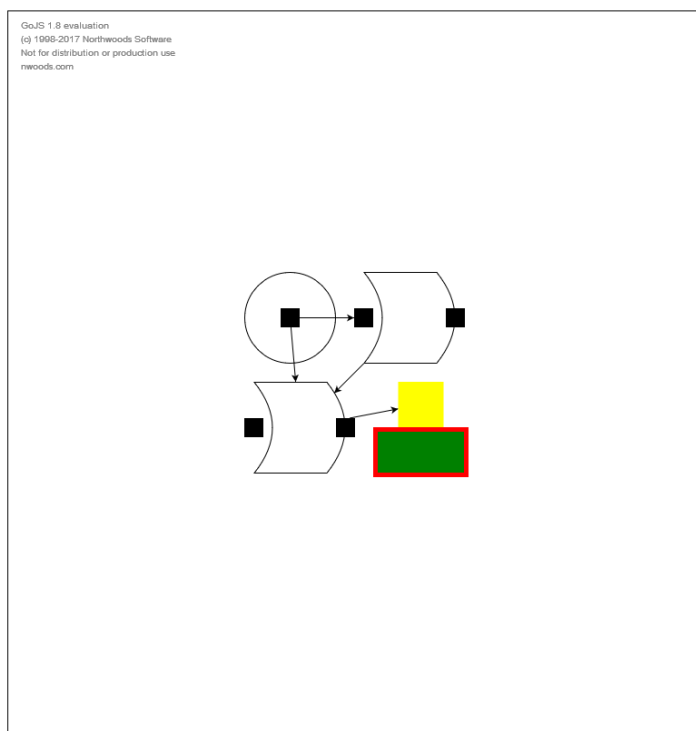 GoJS 1.8 evaluation
(c) 1998-2017 Northwoods Software
Not for distribution or production use
nwoods.com